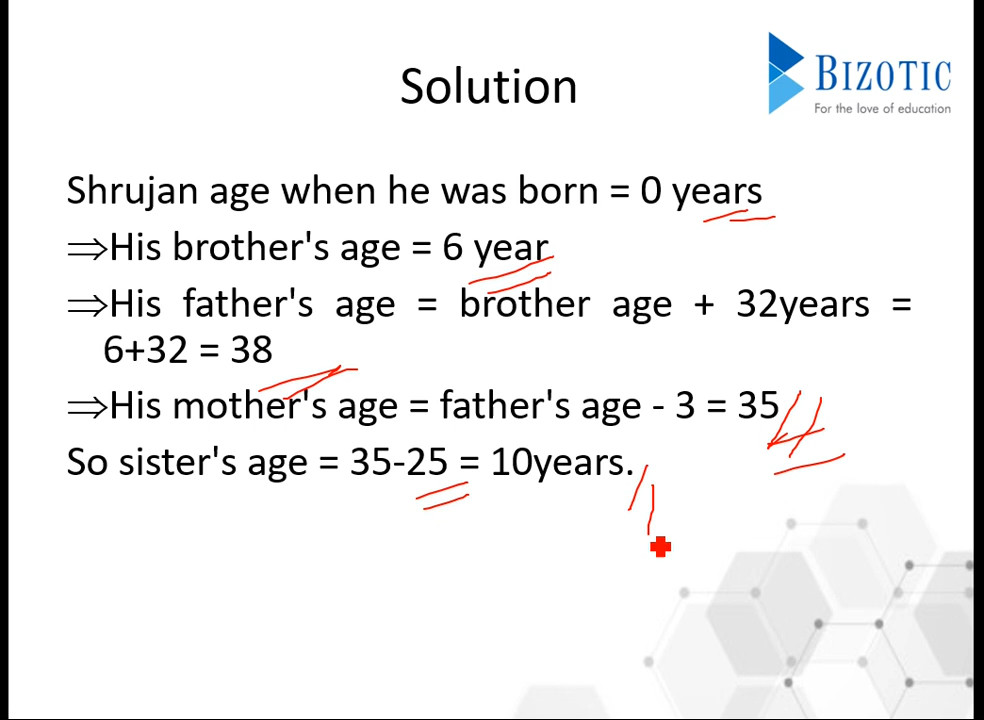 Solution
BIZOTIC
For the love of education
Shrujan age when he was born = 0 years
⇒His brother's age = 6 year
⇒His father's age = brother age + 32years =
6+32 = 38
⇒His mother's age = father's age - 3 = 35
So sister's age = 35-25 = 10years.